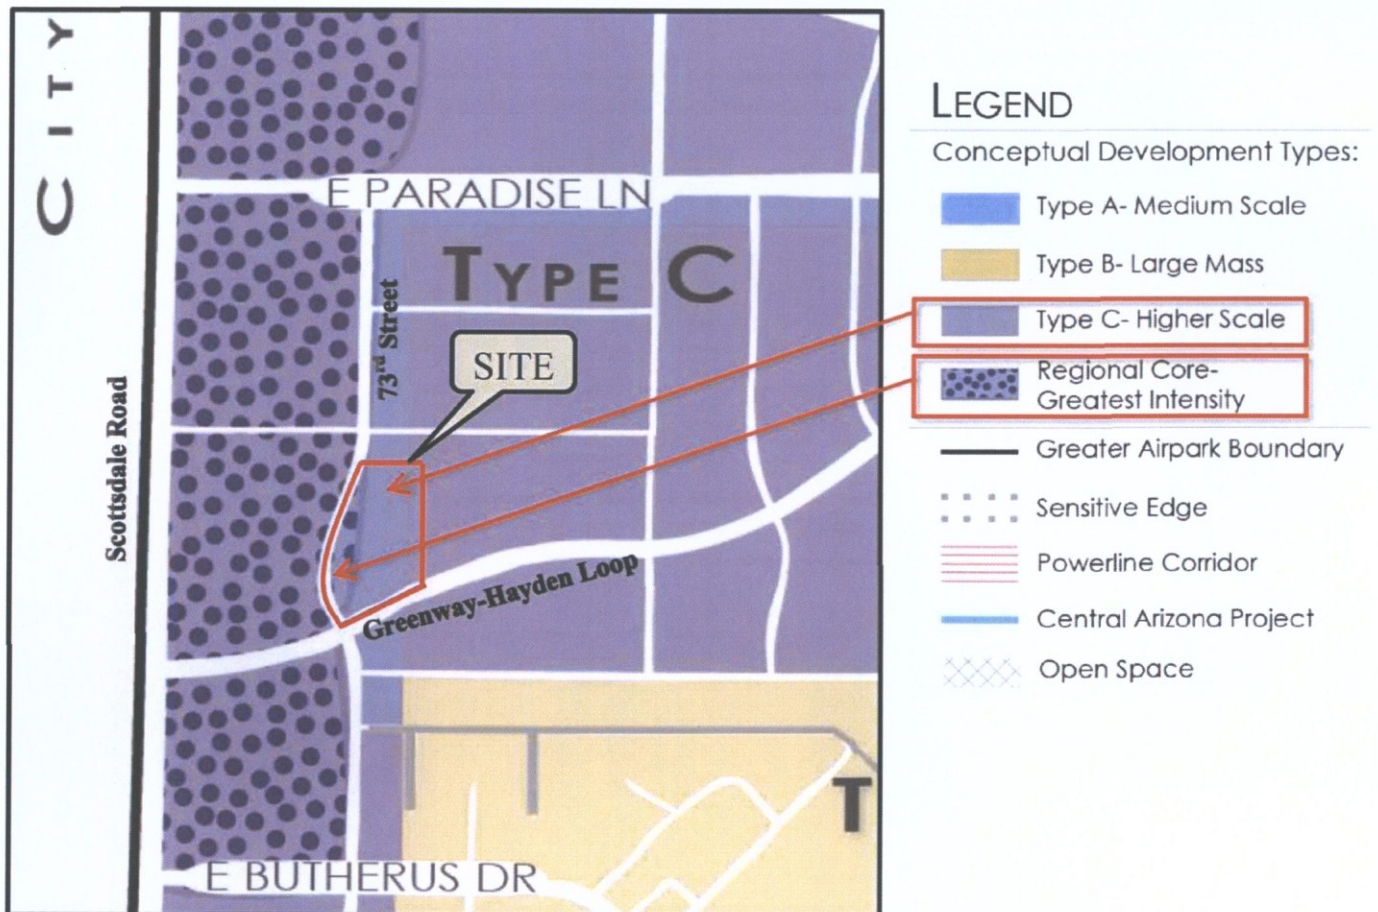 CITY
E PARADISE LN
TYPE C
73rd Street
SITE
Scottsdale Road
Greenway-Hayden Loop
T
E BUTHERUS DR
LEGEND
Conceptual Development Types:
Type A- Medium Scale
Type B- Large Mass
Type C- Higher Scale
Regional Core-
Greatest Intensity
Greater Airpark Boundary
Sensitive Edge
Powerline Corridor
Central Arizona Project
Open Space